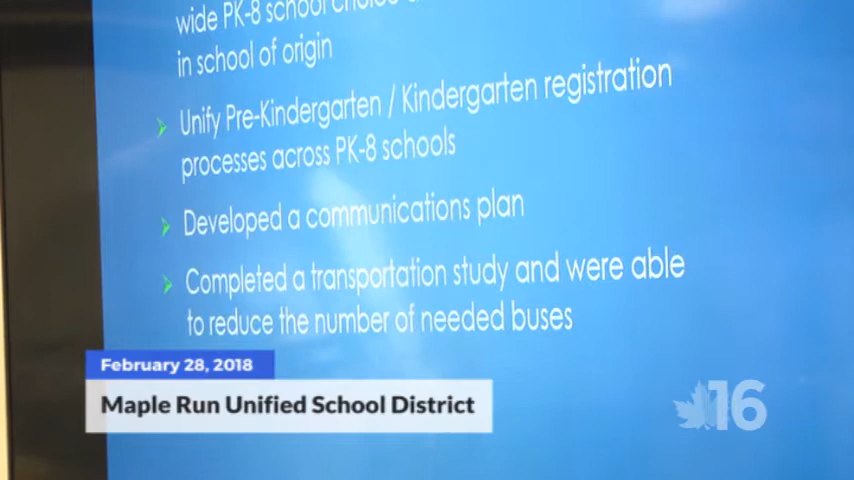 wide PK-8 school choice
in school of origin
Unify Pre-Kindergarten / Kindergarten registration
processes across PK-8 schools
Developed a communications plan
Completed a transportation study and were able
to reduce the number of needed buses
February 28, 2018
Maple Run Unified School District
16